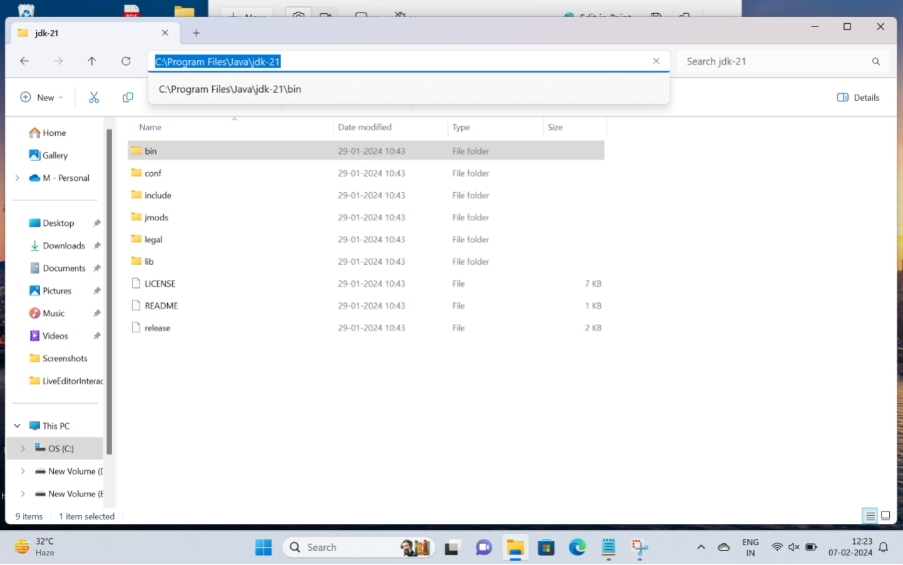 New
Edit in Paint
PDF
jdk-21
C:\Program Files\Java\jdk-21
Search jdk-21
C:\Program Files\Java\jdk-21\bin
New
Details
Name
Date modified
Type
Size
Home
Gallery
M - Personal
Desktop
Downloads
Documents
Pictures
Music
Videos
Screenshots
LiveEditorInterac
This PC
OS (C:)
New Volume (D
New Volume (E
bin 29-01-2024 10:43 File folder
conf 29-01-2024 10:43 File folder
include 29-01-2024 10:43 File folder
jmods 29-01-2024 10:43 File folder
legal 29-01-2024 10:43 File folder
lib 29-01-2024 10:43 File folder
LICENSE 29-01-2024 10:43 File 7 KB
README 29-01-2024 10:43 File 1 KB
release 29-01-2024 10:43 File 2 KB
9 items 1 item selected
32°C
Haze
Search
ENG
IN
12:23
07-02-2024